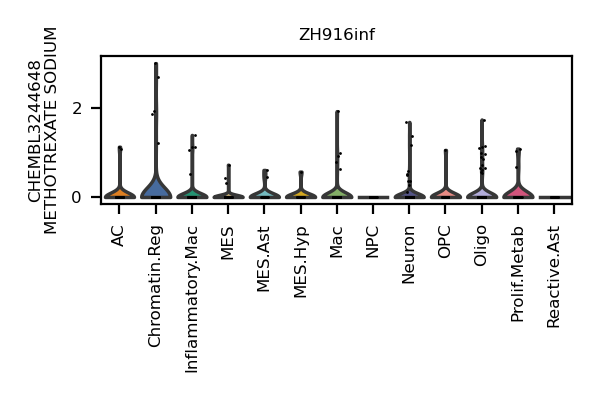 ZH916inf
CHEMBL3244648
METHOTREXATE SODIUM
2
0
AC
Chromatin.Reg
Inflammatory.Mac
MES
MES.Ast
MES.Hyp
Mac
NPC
Neuron
OPC
Oligo
Prolif.Metab
Reactive.Ast